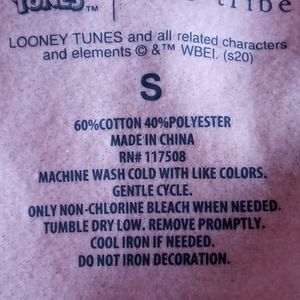 TUNES™ tribe
LOONEY TUNES and all related characters
and elements © &™ WBEI. (s20)
S
60%COTTON 40%POLYESTER
MADE IN CHINA
RN# 117508
MACHINE WASH COLD WITH LIKE COLORS.
GENTLE CYCLE.
ONLY NON-CHLORINE BLEACH WHEN NEEDED.
TUMBLE DRY LOW. REMOVE PROMPTLY.
COOL IRON IF NEEDED.
DO NOT IRON DECORATION.